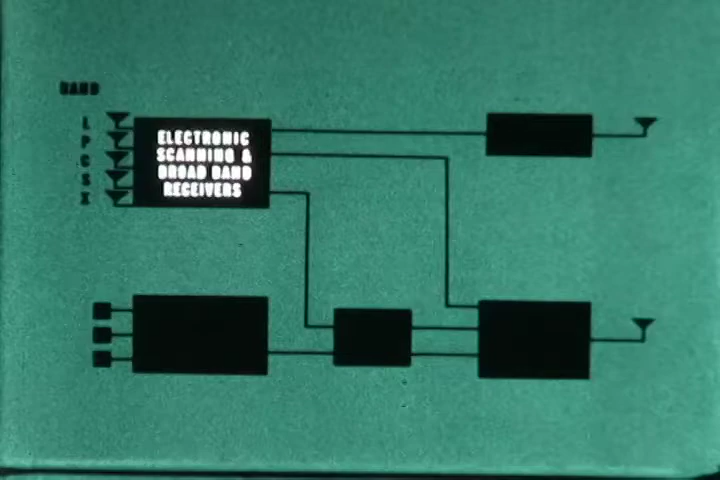 BAND
L
P
C
S
X
ELECTRONIC
SCANNING &
BROAD BAND
RECEIVERS